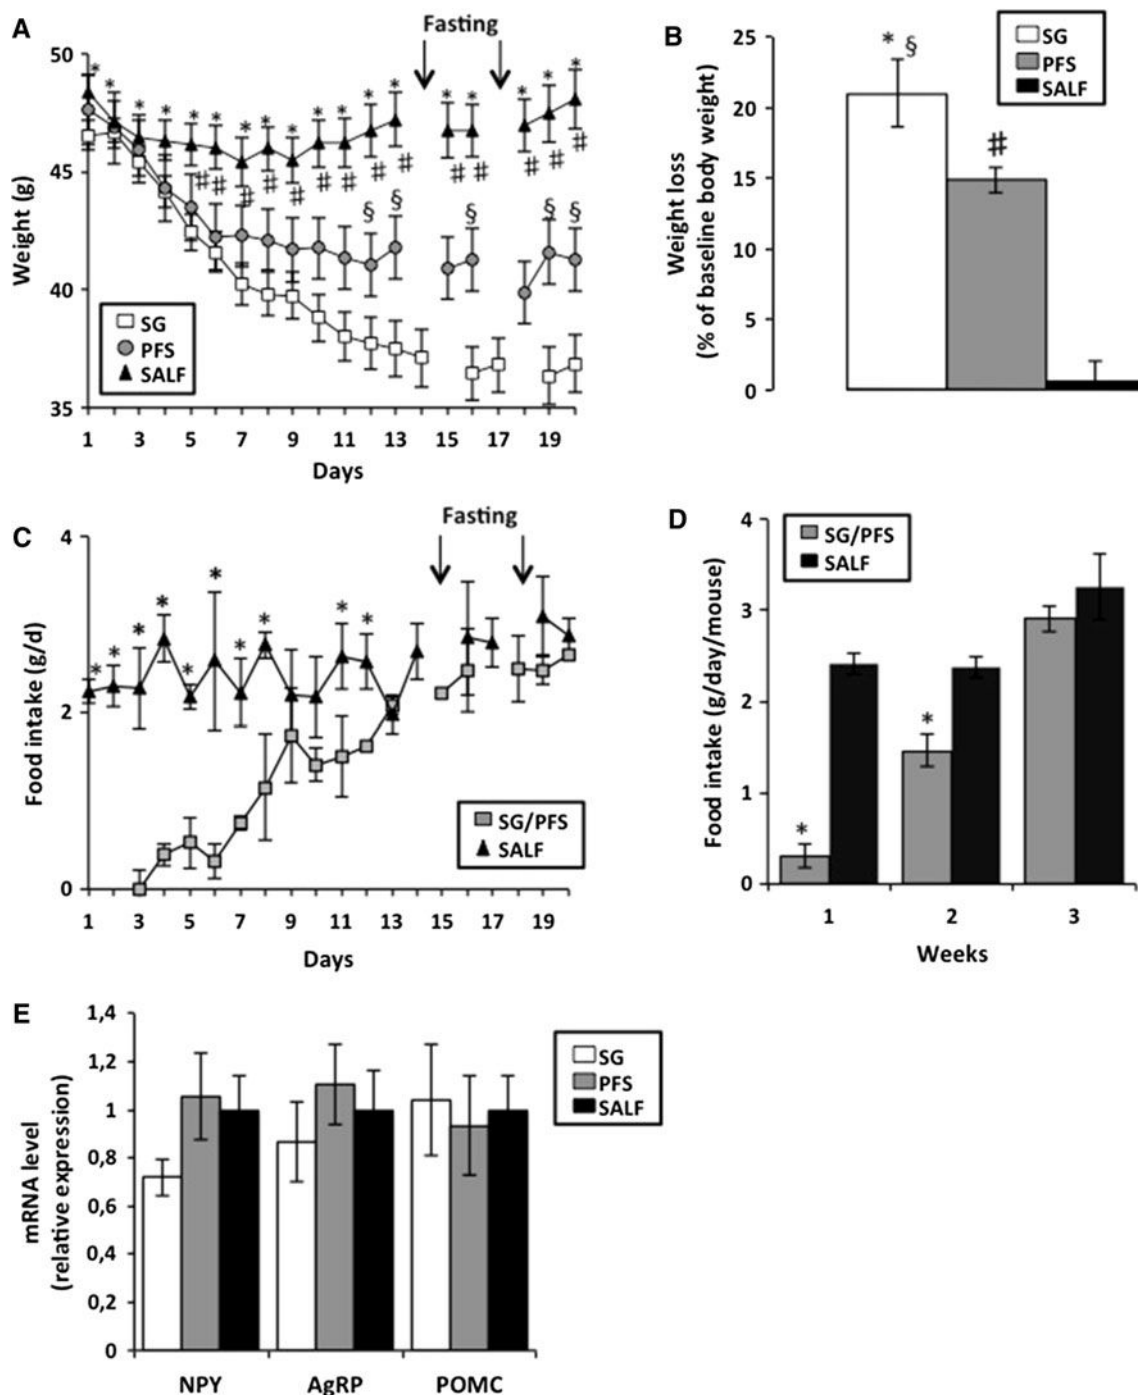 A
Fasting
50
45
40
35
Weight (g)
SG
PFS
SALF
* * * * * * * * * * * * * * * * * *
# # # # # # # # # # # # # #
§ § § § §
1 3 5 7 9 11 13 15 17 19
Days
B
25
20
15
10
5
0
Weight loss
(% of baseline body weight)
* §
#
SG
PFS
SALF
C
Fasting
4
2
0
Food intake (g/d)
* * * * * * * * * *
SG/PFS
SALF
1 3 5 7 9 11 13 15 17 19
Days
D
4
3
2
1
0
Food intake (g/day/mouse)
SG/PFS
SALF
*
*
1 2 3
Weeks
E
1,4
1,2
1
0,8
0,6
0,4
0,2
0
mRNA level
(relative expression)
SG
PFS
SALF
NPY AgRP POMC